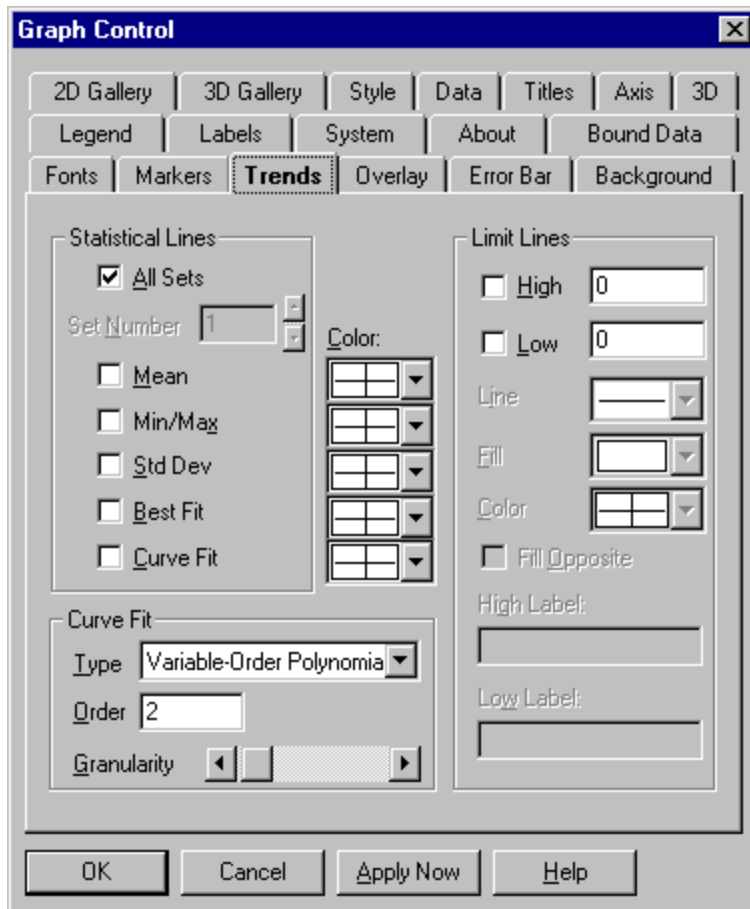 Graph Control
2D Gallery 3D Gallery Style Data Titles Axis 3D
Legend Labels System About Bound Data
Fonts Markers Trends Overlay Error Bar Background
Statistical Lines
All Sets
Set Number 1
Color:
Mean
Min/Max
Std Dev
Best Fit
Curve Fit
Curve Fit
Type Variable-Order Polynomia
Order 2
Granularity
Limit Lines
High 0
Low 0
Line
Fill
Color
Fill Opposite
High Label:
Low Label:
OK Cancel Apply Now Help